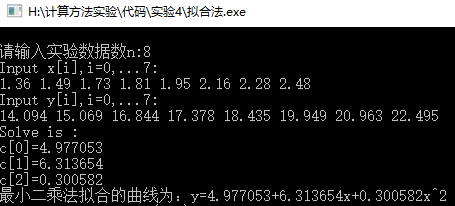 H:\计算方法实验\代码\实验4\拟合法.exe
请输入实验数据数n:8
Input x[i],i=0,...7:
1.36 1.49 1.73 1.81 1.95 2.16 2.28 2.48
Input y[i],i=0,...7:
14.094 15.069 16.844 17.378 18.435 19.949 20.963 22.495
Solve is :
c[0]=4.977053
c[1]=6.313654
c[2]=0.300582
最小二乘法拟合的曲线为：y=4.977053+6.313654x+0.300582x^2